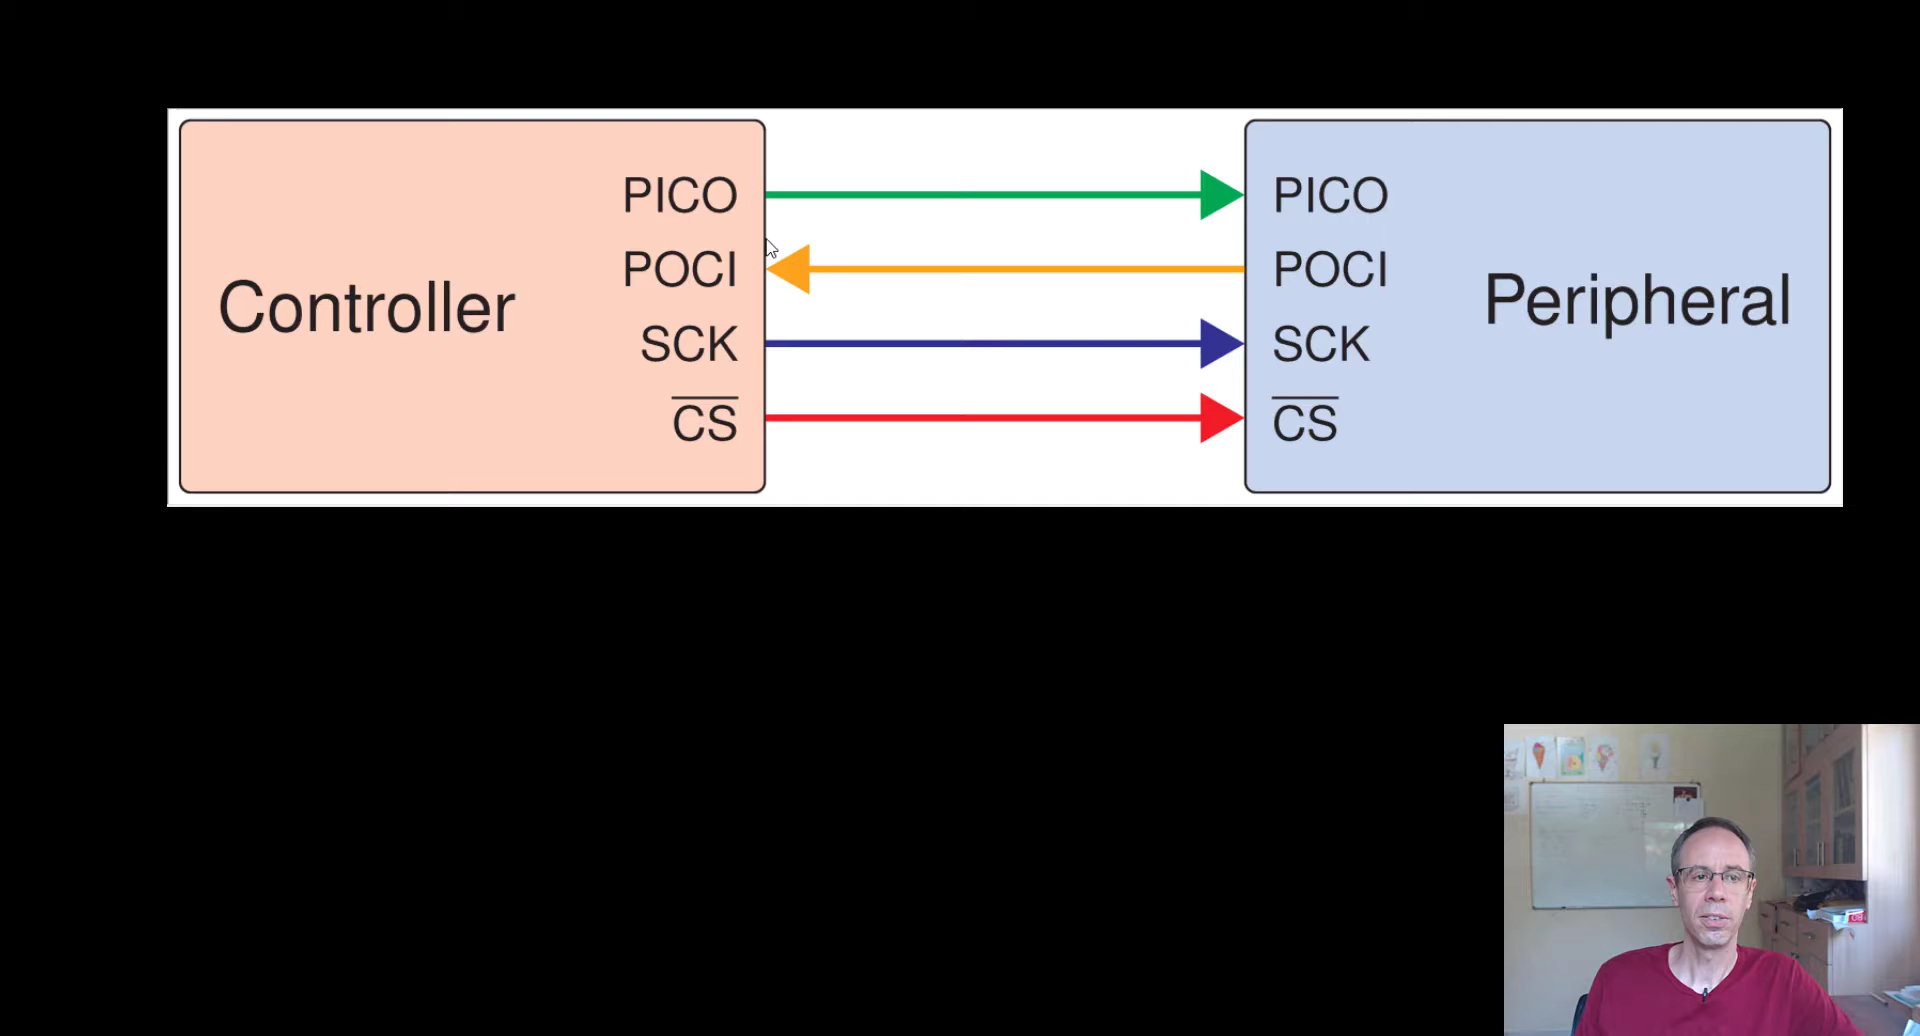 Controller
PICO
POCI
SCK
CS
PICO
POCI
SCK
CS
Peripheral